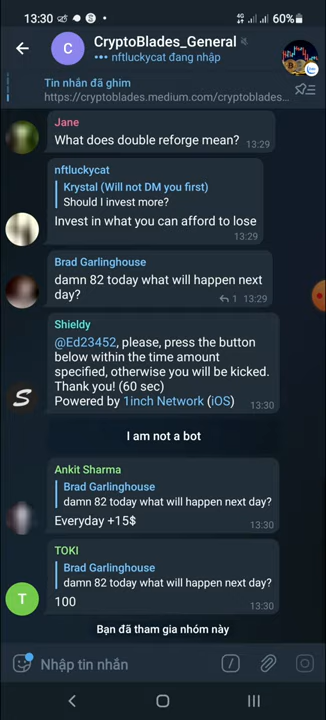 13:30
4G
60%
C
CryptoBlades_General
nftluckycat đang nhập
Tin nhắn đã ghim
https://cryptoblades.medium.com/cryptoblades...
Jane
What does double reforge mean?
13:29
nftluckycat
Krystal (Will not DM you first)
Should I invest more?
Invest in what you can afford to lose
13:29
Brad Garlinghouse
damn 82 today what will happen next
day?
1 13:29
Shieldy
@Ed23452, please, press the button
below within the time amount
specified, otherwise you will be kicked.
Thank you! (60 sec)
Powered by 1inch Network (iOS)
13:30
S
I am not a bot
Ankit Sharma
Brad Garlinghouse
damn 82 today what will happen next day?
Everyday +15$
13:30
TOKI
Brad Garlinghouse
damn 82 today what will happen next day?
100
13:30
T
Bạn đã tham gia nhóm này
Nhập tin nhắn